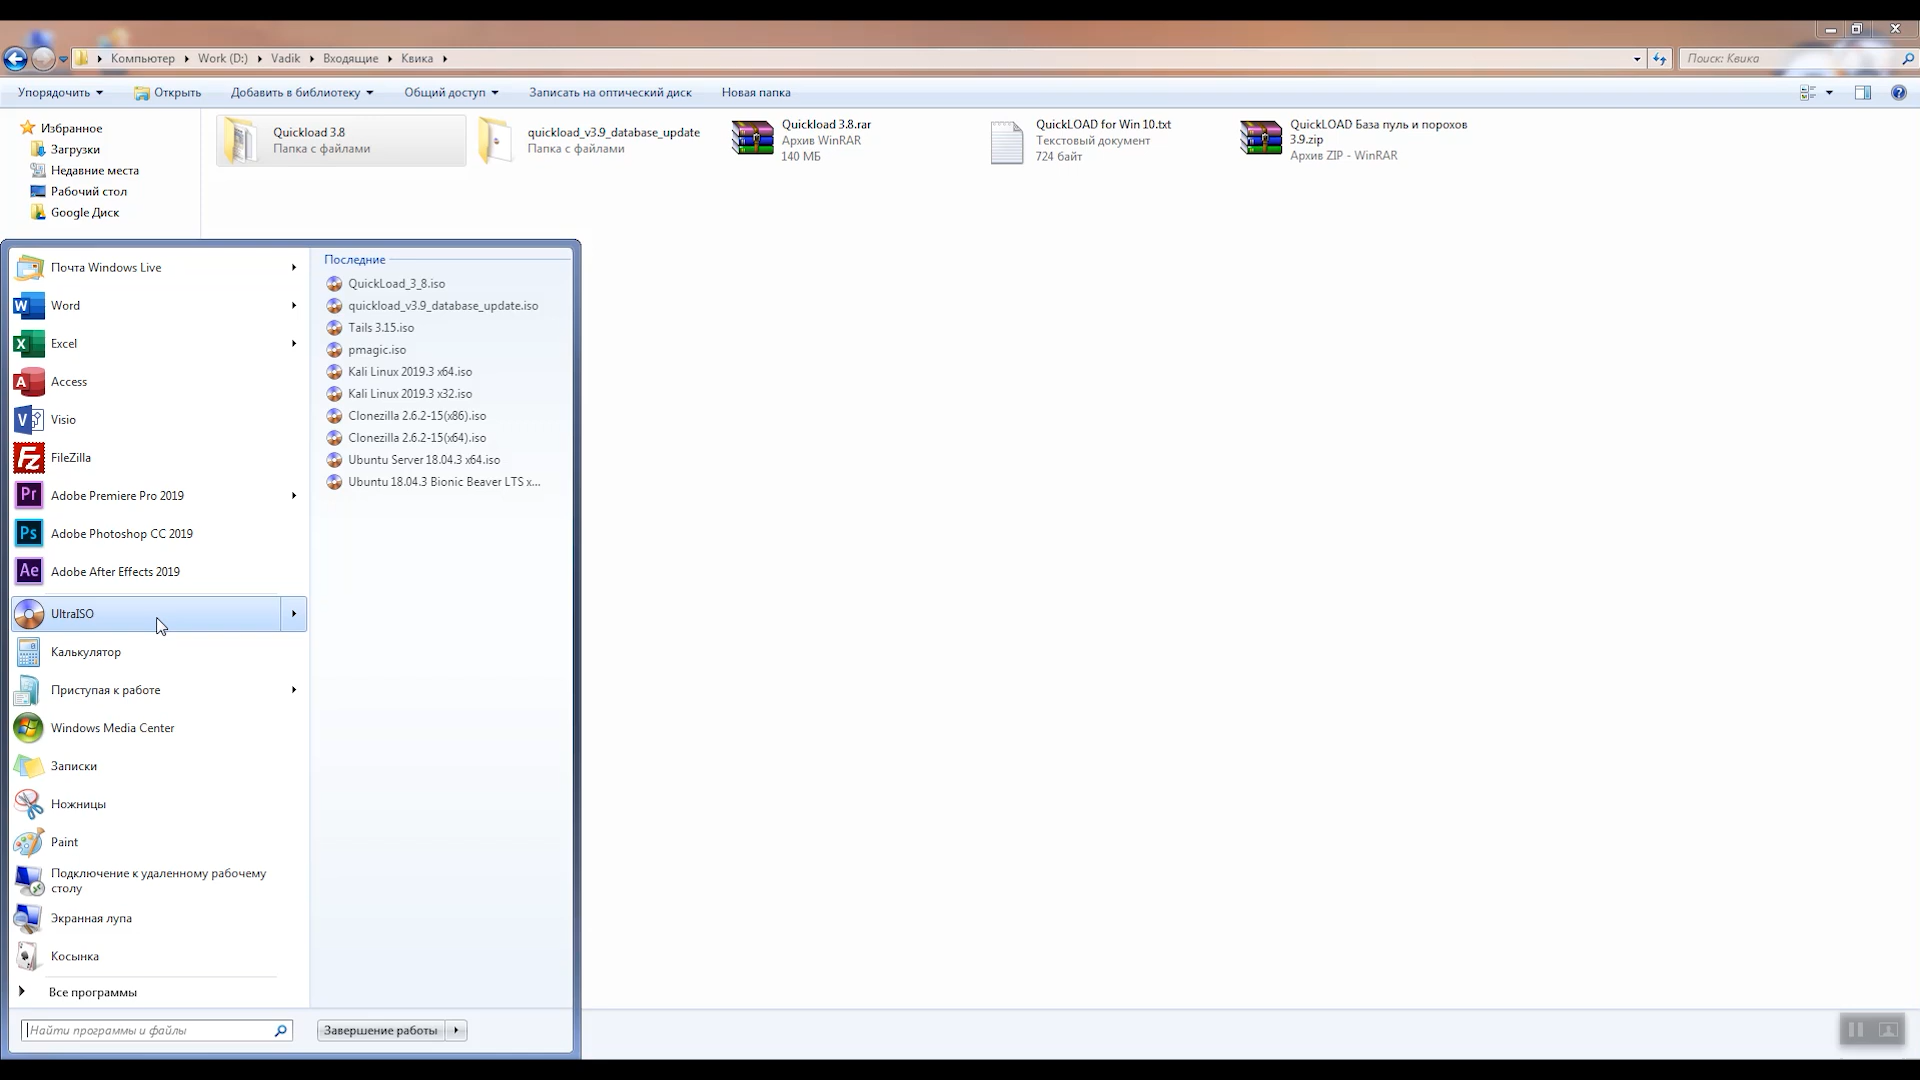 Компьютер ▸ Work (D:) ▸ Vadik ▸ Входящие ▸ Квика ▸
Поиск: Квика
Упорядочить Открыть Добавить в библиотеку Общий доступ Записать на оптический диск Новая папка
Избранное
Загрузки
Недавние места
Рабочий стол
Google Диск
Quickload 3.8
Папка с файлами
quickload_v3.9_database_update
Папка с файлами
Quickload 3.8.rar
Архив WinRAR
140 МБ
QuickLOAD for Win 10.txt
Текстовый документ
724 байт
QuickLOAD База пуль и порохов
3.9.zip
Архив ZIP - WinRAR
Почта Windows Live
W Word
X Excel
A Access
V Visio
Fz FileZilla
Pr Adobe Premiere Pro 2019
Ps Adobe Photoshop CC 2019
Ae Adobe After Effects 2019
UltraISO
Калькулятор
Приступая к работе
Windows Media Center
Записки
Ножницы
Paint
Подключение к удаленному рабочему
столу
Экранная лупа
Косынка
Все программы
Найти программы и файлы
Последние
QuickLoad_3_8.iso
quickload_v3.9_database_update.iso
Tails 3.15.iso
pmagic.iso
Kali Linux 2019.3 x64.iso
Kali Linux 2019.3 x32.iso
Clonezilla 2.6.2-15(x86).iso
Clonezilla 2.6.2-15(x64).iso
Ubuntu Server 18.04.3 x64.iso
Ubuntu 18.04.3 Bionic Beaver LTS x...
Завершение работы